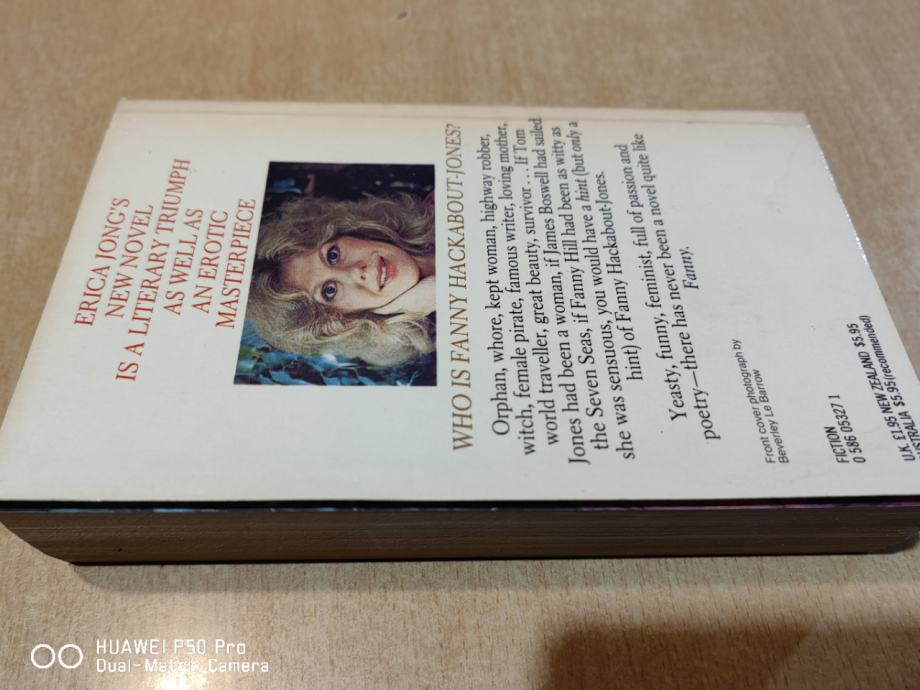 ERICA JONG'S
NEW NOVEL
IS A LITERARY TRIUMPH
AS WELL AS
AN EROTIC
MASTERPIECE
WHO IS FANNY HACKABOUT-JONES?
Orphan, whore, kept woman, highway robber,
witch, female pirate, famous writer, loving mother,
world traveller, great beauty, survivor . . . . If Tom
Jones had been a woman, if James Boswell had sailed
the Seven Seas, if Fanny Hill had been as witty as
she was sensuous, you would have a hint (but only a
hint) of Fanny Hackabout-Jones.
Yeasty, funny, feminist, full of passion and
poetry—there has never been a novel quite like
Fanny.
Front cover photograph by
Beverley Le Barrow
FICTION
0 586 05327 1
U.K. £1.95 NEW ZEALAND $5.95
AUSTRALIA $5.95 (recommended)
HUAWEI P50 Pro
Dual-Matrix Camera